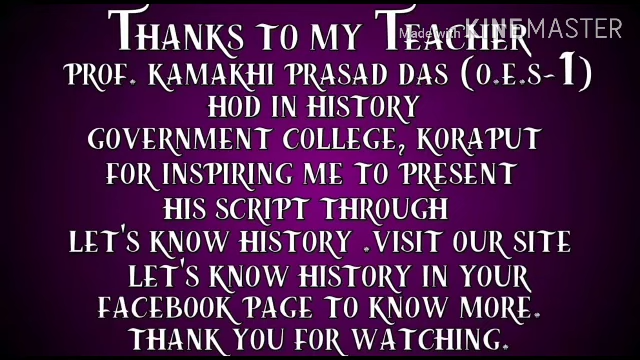 Thanks to my Teacher
Made with KINEMASTER
Prof. Kamakhi Prasad Das (O.E.S-1)
HOD in History
Government College, Koraput
for inspiring me to present
his script through
Let's Know History .Visit our site
Let's Know History in your
Facebook page to know more.
Thank you for watching.